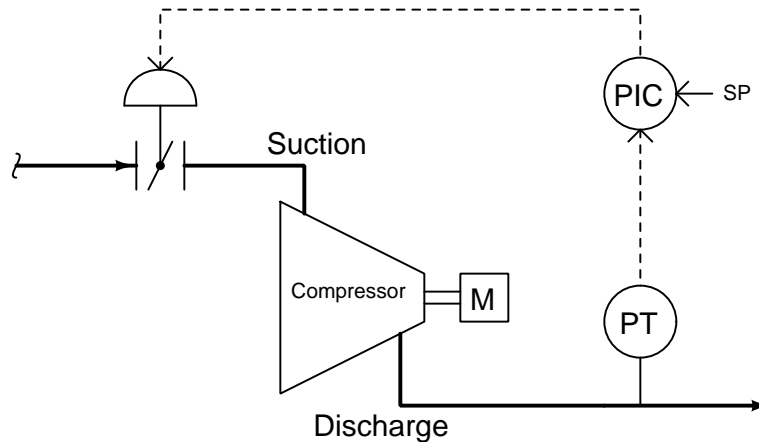 PIC
SP
Suction
Compressor
M
PT
Discharge